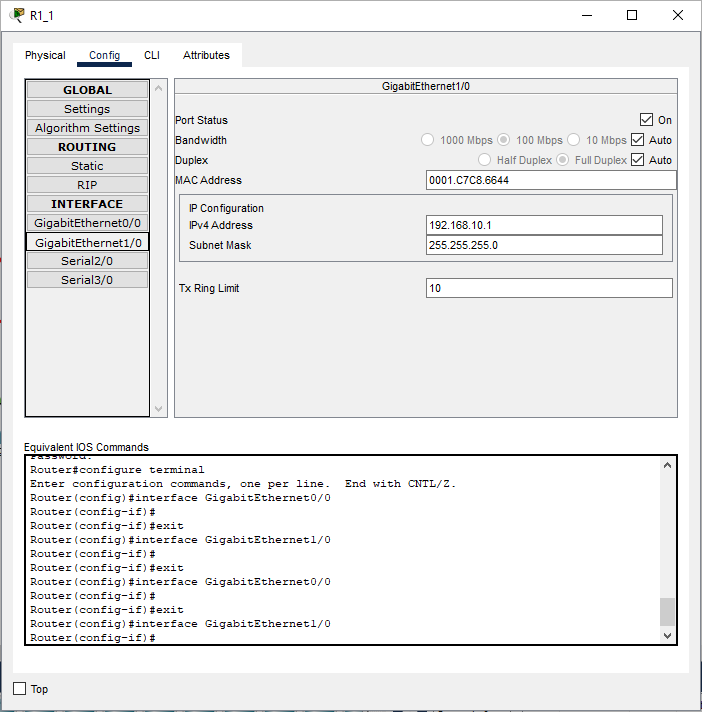 R1_1
Physical Config CLI Attributes
GLOBAL
Settings
Algorithm Settings
ROUTING
Static
RIP
INTERFACE
GigabitEthernet0/0
GigabitEthernet1/0
Serial2/0
Serial3/0
GigabitEthernet1/0
Port Status On
Bandwidth 1000 Mbps 100 Mbps 10 Mbps Auto
Duplex Half Duplex Full Duplex Auto
MAC Address 0001.C7C8.6644
IP Configuration
IPv4 Address 192.168.10.1
Subnet Mask 255.255.255.0
Tx Ring Limit 10
Equivalent IOS Commands
Password:
Router#configure terminal
Enter configuration commands, one per line.  End with CNTL/Z.
Router(config)#interface GigabitEthernet0/0
Router(config-if)#
Router(config-if)#exit
Router(config)#interface GigabitEthernet1/0
Router(config-if)#
Router(config-if)#exit
Router(config)#interface GigabitEthernet0/0
Router(config-if)#
Router(config-if)#exit
Router(config)#interface GigabitEthernet1/0
Router(config-if)#
Top